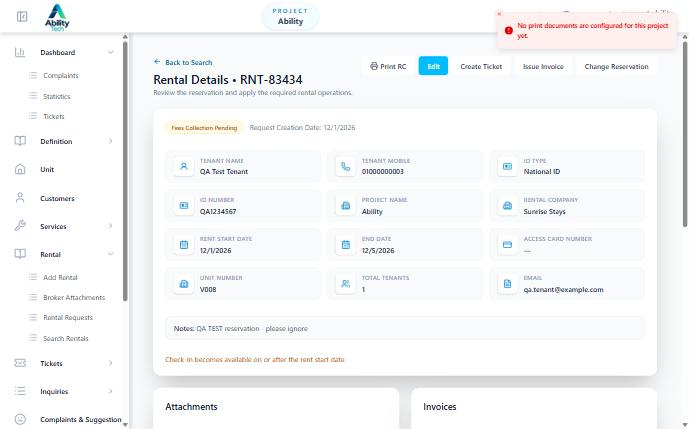 Ability
Tech
PROJECT
Ability
No print documents are configured for this project
yet.
Dashboard
Complaints
Statistics
Tickets
Definition
Unit
Customers
Services
Rental
Add Rental
Broker Attachments
Rental Requests
Search Rentals
Tickets
Inquiries
Complaints & Suggestion
Back to Search
Rental Details • RNT-83434
Review the reservation and apply the required rental operations.
Print RC
Edit
Create Ticket
Issue Invoice
Change Reservation
Fees Collection Pending
Request Creation Date: 12/1/2026
TENANT NAME
QA Test Tenant
TENANT MOBILE
01000000003
ID TYPE
National ID
ID NUMBER
QA1234567
PROJECT NAME
Ability
RENTAL COMPANY
Sunrise Stays
RENT START DATE
12/1/2026
END DATE
12/5/2026
ACCESS CARD NUMBER
—
UNIT NUMBER
V008
TOTAL TENANTS
1
EMAIL
qa.tenant@example.com
Notes: QA TEST reservation - please ignore
Check-in becomes available on or after the rent start date.
Attachments
Invoices